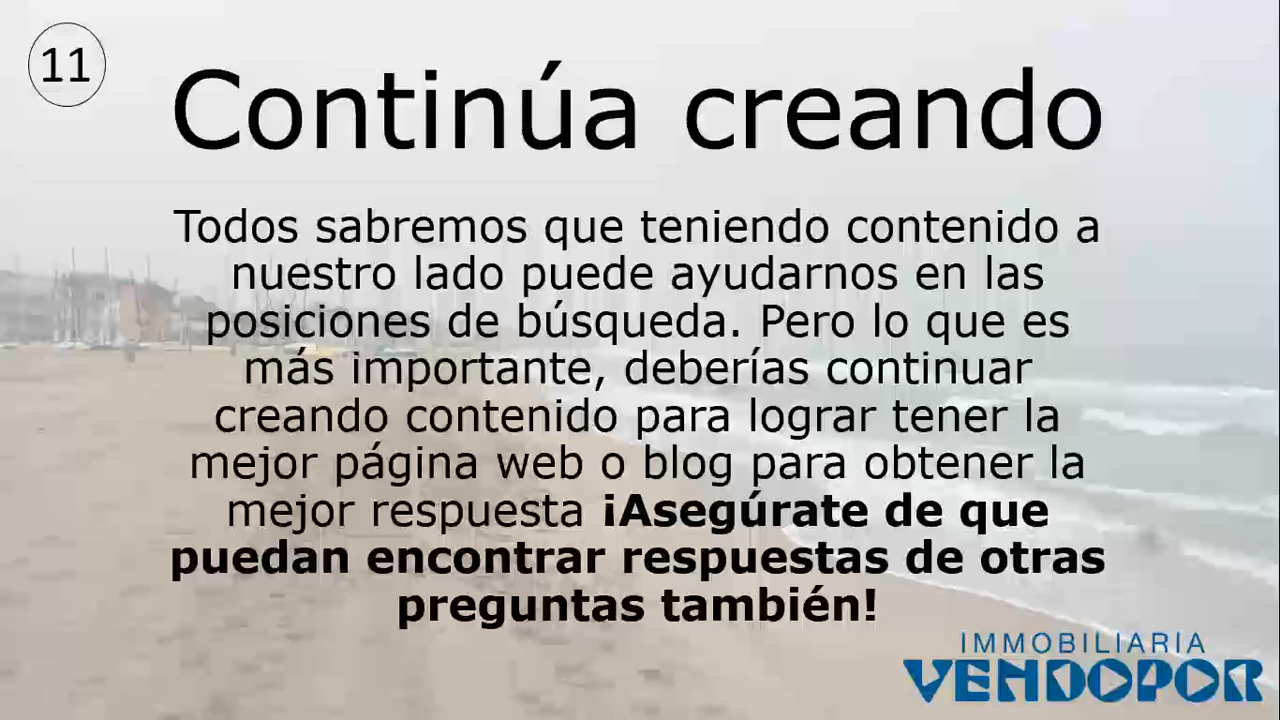 11
Continúa creando
Todos sabremos que teniendo contenido a
nuestro lado puede ayudarnos en las
posiciones de búsqueda. Pero lo que es
más importante, deberías continuar
creando contenido para lograr tener la
mejor página web o blog para obtener la
mejor respuesta ¡Asegúrate de que
puedan encontrar respuestas de otras
preguntas también!
IMMOBILIARIA
VENDOPOR